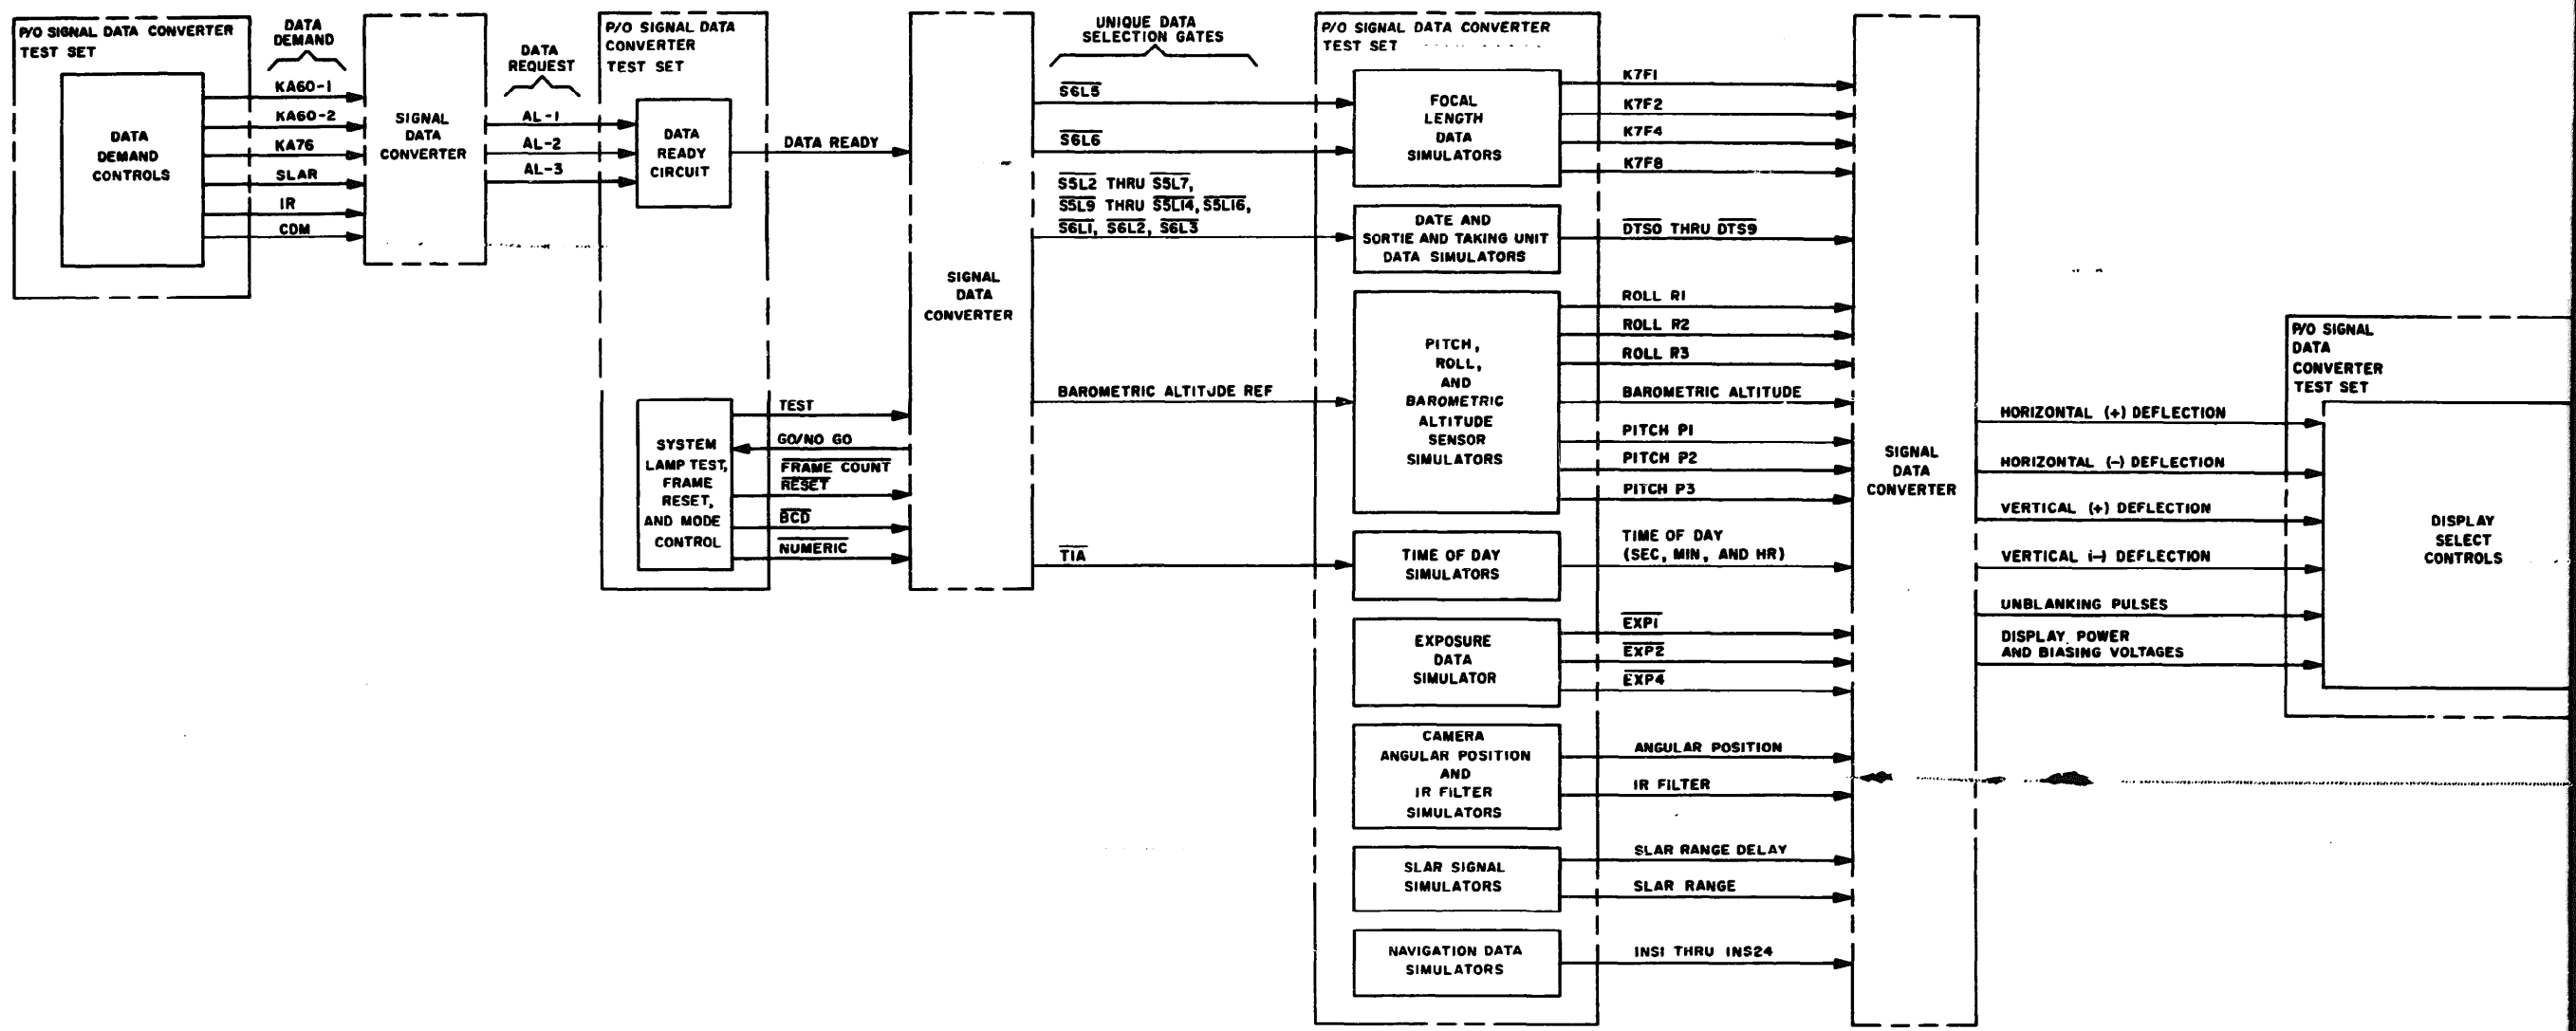 P/O SIGNAL DATA CONVERTER
TEST SET
DATA
DEMAND
CONTROLS
DATA
DEMAND
KA60-1
KA60-2
KA76
SLAR
IR
CDM
SIGNAL
DATA
CONVERTER
DATA
REQUEST
AL-1
AL-2
AL-3
P/O SIGNAL DATA
CONVERTER
TEST SET
DATA
READY
CIRCUIT
DATA READY
SYSTEM
LAMP TEST,
FRAME
RESET,
AND MODE
CONTROL
TEST
GO/NO GO
FRAME COUNT
RESET
BCD
NUMERIC
SIGNAL
DATA
CONVERTER
UNIQUE DATA
SELECTION GATES
S6L5
S6L6
S5L2 THRU S5L7,
S5L9 THRU S5L14, S5L16,
S6L1, S6L2, S6L3
BAROMETRIC ALTITUDE REF
TIA
P/O SIGNAL DATA CONVERTER
TEST SET
FOCAL
LENGTH
DATA
SIMULATORS
DATE AND
SORTIE AND TAKING UNIT
DATA SIMULATORS
PITCH,
ROLL,
AND
BAROMETRIC
ALTITUDE
SENSOR
SIMULATORS
TIME OF DAY
SIMULATORS
EXPOSURE
DATA
SIMULATOR
CAMERA
ANGULAR POSITION
AND
IR FILTER
SIMULATORS
SLAR SIGNAL
SIMULATORS
NAVIGATION DATA
SIMULATORS
K7F1
K7F2
K7F4
K7F8
DTS0 THRU DTS9
ROLL R1
ROLL R2
ROLL R3
BAROMETRIC ALTITUDE
PITCH P1
PITCH P2
PITCH P3
TIME OF DAY
(SEC, MIN, AND HR)
EXP1
EXP2
EXP4
ANGULAR POSITION
IR FILTER
SLAR RANGE DELAY
SLAR RANGE
INS1 THRU INS24
SIGNAL
DATA
CONVERTER
HORIZONTAL (+) DEFLECTION
HORIZONTAL (-) DEFLECTION
VERTICAL (+) DEFLECTION
VERTICAL (-) DEFLECTION
UNBLANKING PULSES
DISPLAY POWER
AND BIASING VOLTAGES
P/O SIGNAL
DATA
CONVERTER
TEST SET
DISPLAY
SELECT
CONTROLS